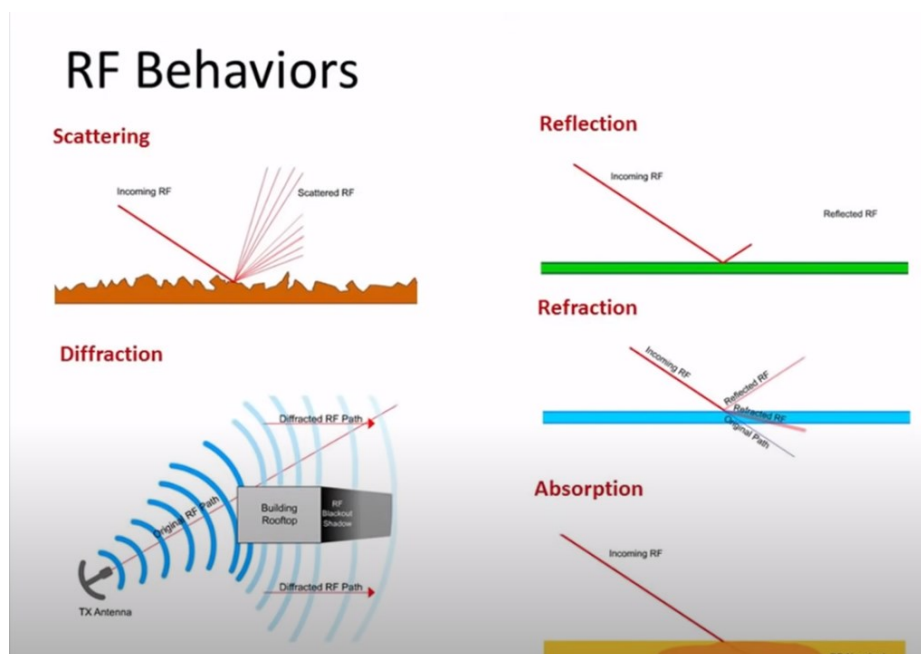 RF Behaviors
Scattering
Incoming RF
Scattered RF
Reflection
Incoming RF
Reflected RF
Refraction
Incoming RF
Reflected RF
Refracted RF
Original Path
Diffraction
Diffracted RF Path
Original RF Path
Building
Rooftop
RF
Blackout
Shadow
Diffracted RF Path
TX Antenna
Absorption
Incoming RF